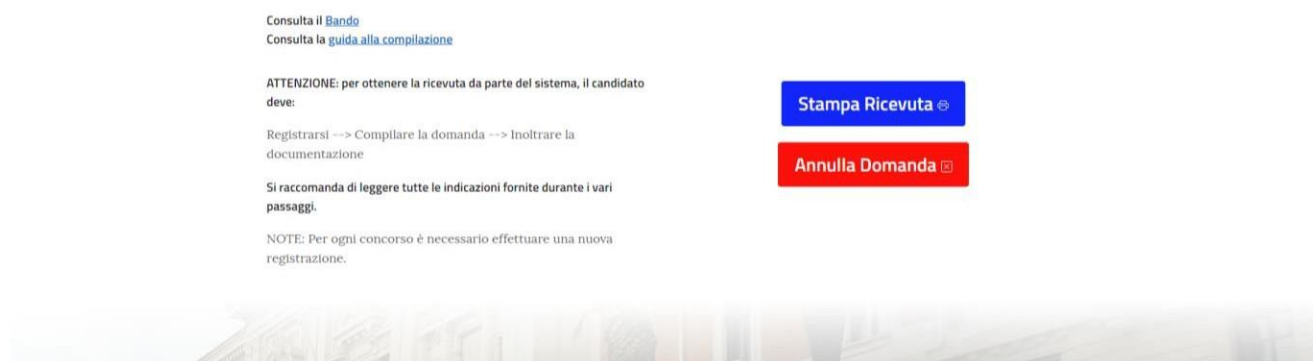 Consulta il Bando
Consulta la guida alla compilazione
ATTENZIONE: per ottenere la ricevuta da parte del sistema, il candidato
deve:
Registrarsi --> Compilare la domanda --> Inoltrare la
documentazione
Si raccomanda di leggere tutte le indicazioni fornite durante i vari
passaggi.
NOTE: Per ogni concorso è necessario effettuare una nuova
registrazione.
Stampa Ricevuta
Annulla Domanda